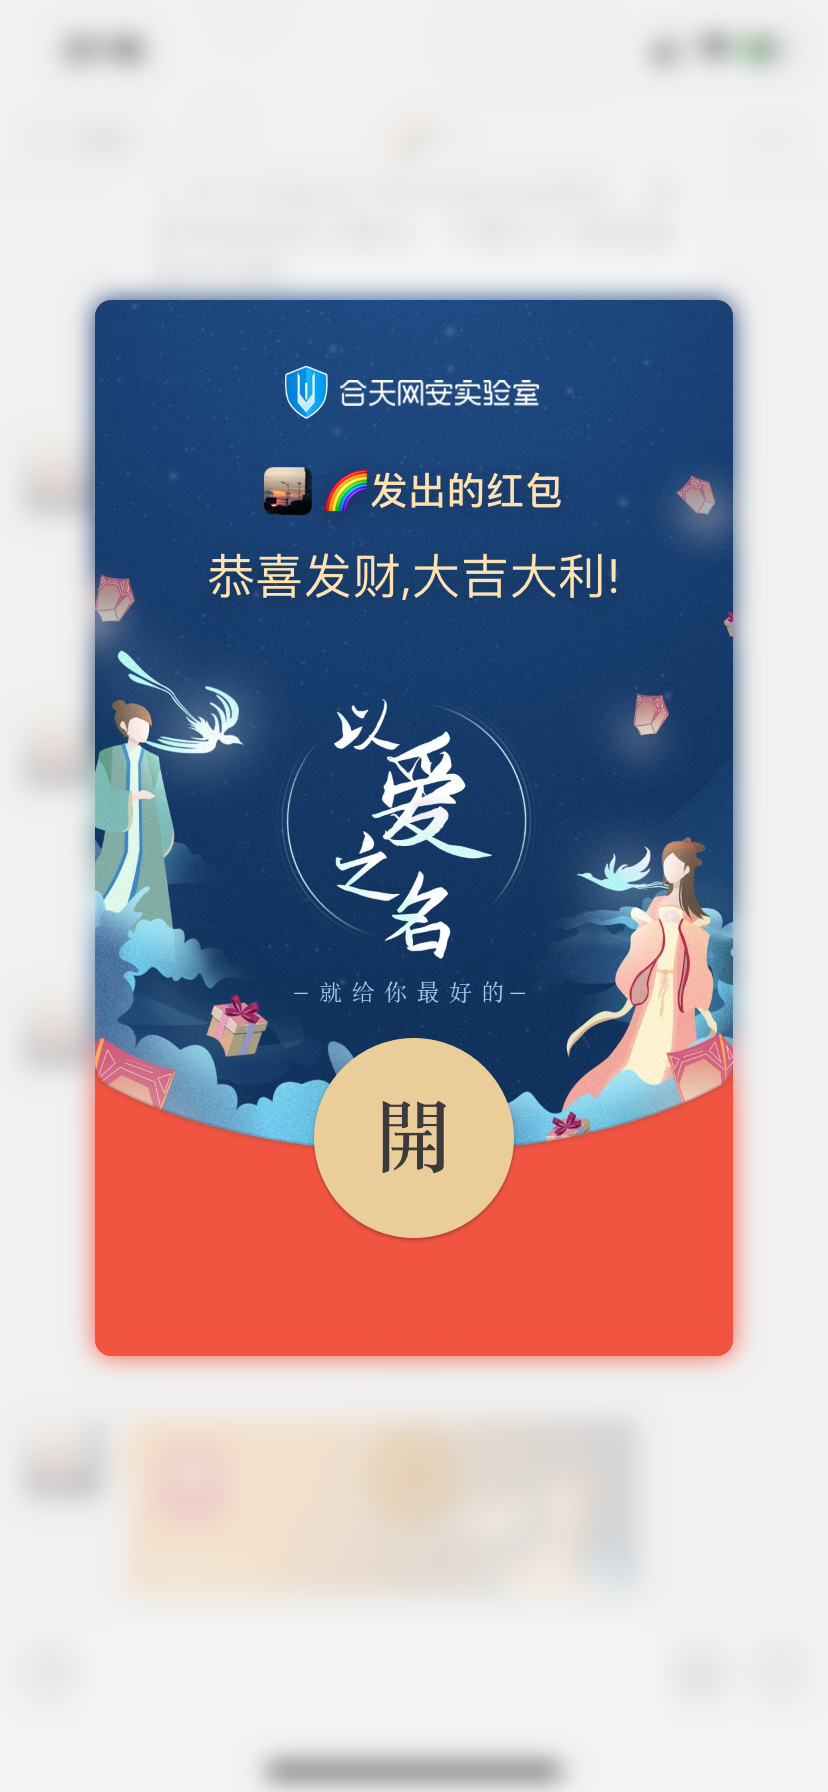 合天网安实验室
🌈发出的红包
恭喜发财,大吉大利!
以
爱
之
名
—就给你最好的—
開